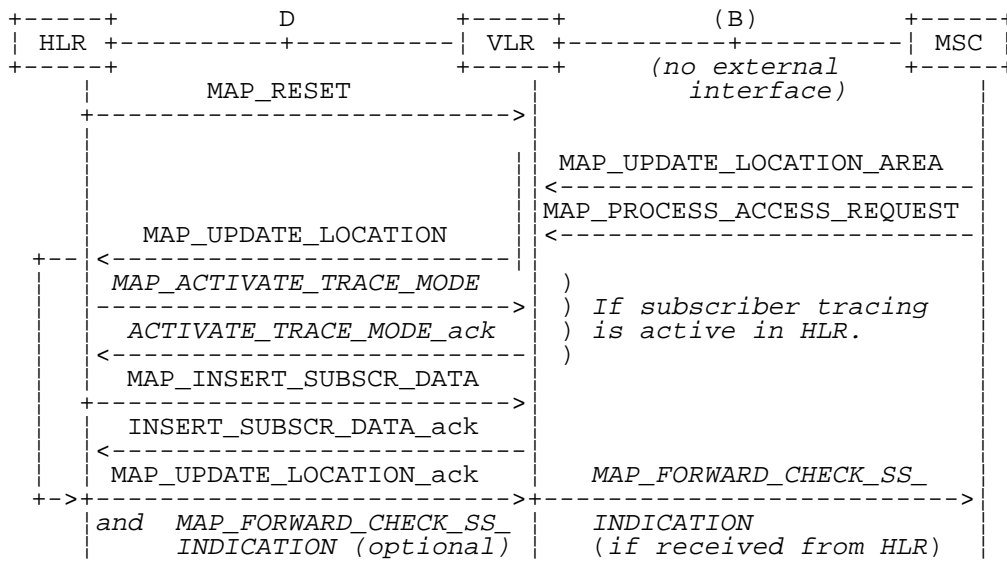 D (B)
HLR VLR MSC
(no external
MAP_RESET interface)
MAP_UPDATE_LOCATION_AREA
MAP_PROCESS_ACCESS_REQUEST
MAP_UPDATE_LOCATION
MAP_ACTIVATE_TRACE_MODE )
) If subscriber tracing
ACTIVATE_TRACE_MODE_ack ) is active in HLR.
)
MAP_INSERT_SUBSCR_DATA
INSERT_SUBSCR_DATA_ack
MAP_UPDATE_LOCATION_ack MAP_FORWARD_CHECK_SS_
and MAP_FORWARD_CHECK_SS_ INDICATION
INDICATION (optional) (if received from HLR)